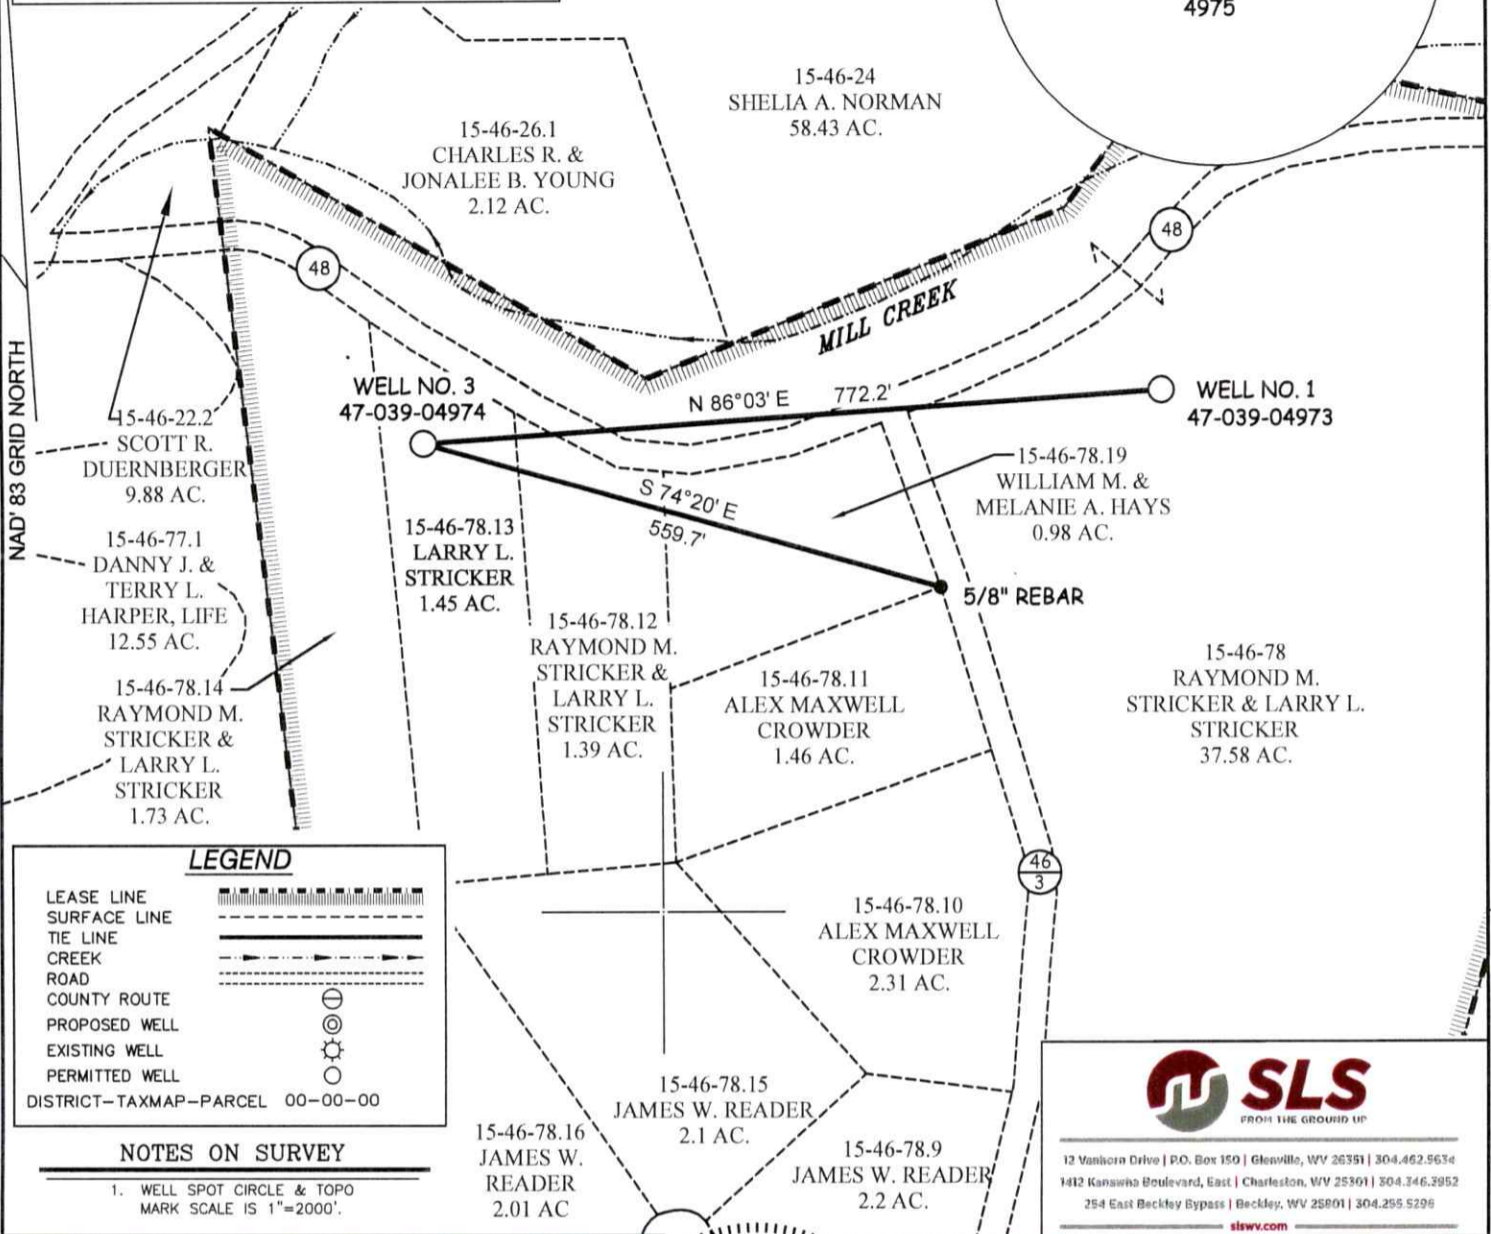 4975
15-46-24
SHELIA A. NORMAN
58.43 AC.
15-46-26.1
CHARLES R. &
JONALEE B. YOUNG
2.12 AC.
48
48
MILL CREEK
NAD' 83 GRID NORTH
WELL NO. 3
47-039-04974
N 86°03' E 772.2'
WELL NO. 1
47-039-04973
15-46-22.2
SCOTT R.
DUERNBERGER
9.88 AC.
15-46-78.19
WILLIAM M. &
MELANIE A. HAYS
0.98 AC.
S 74°20' E
559.7'
15-46-78.13
LARRY L.
STRICKER
1.45 AC.
15-46-77.1
DANNY J. &
TERRY L.
HARPER, LIFE
12.55 AC.
5/8" REBAR
15-46-78.12
RAYMOND M.
STRICKER &
LARRY L.
STRICKER
1.39 AC.
15-46-78.11
ALEX MAXWELL
CROWDER
1.46 AC.
15-46-78
RAYMOND M.
STRICKER & LARRY L.
STRICKER
37.58 AC.
15-46-78.14
RAYMOND M.
STRICKER &
LARRY L.
STRICKER
1.73 AC.
46
3
15-46-78.10
ALEX MAXWELL
CROWDER
2.31 AC.
LEGEND
LEASE LINE
SURFACE LINE
TIE LINE
CREEK
ROAD
COUNTY ROUTE
PROPOSED WELL
EXISTING WELL
PERMITTED WELL
DISTRICT-TAXMAP-PARCEL 00-00-00
NOTES ON SURVEY
1. WELL SPOT CIRCLE & TOPO
MARK SCALE IS 1"=2000'.
15-46-78.15
JAMES W. READER
2.1 AC.
15-46-78.16
JAMES W.
READER
2.01 AC
15-46-78.9
JAMES W. READER
2.2 AC.
SLS
FROM THE GROUND UP
12 Vanhorn Drive | P.O. Box 150 | Glenville, WV 26351 | 304.462.5634
1412 Kanawha Boulevard, East | Charleston, WV 25301 | 304.346.3952
254 East Beckley Bypass | Beckley, WV 25801 | 304.255.5296
slswv.com